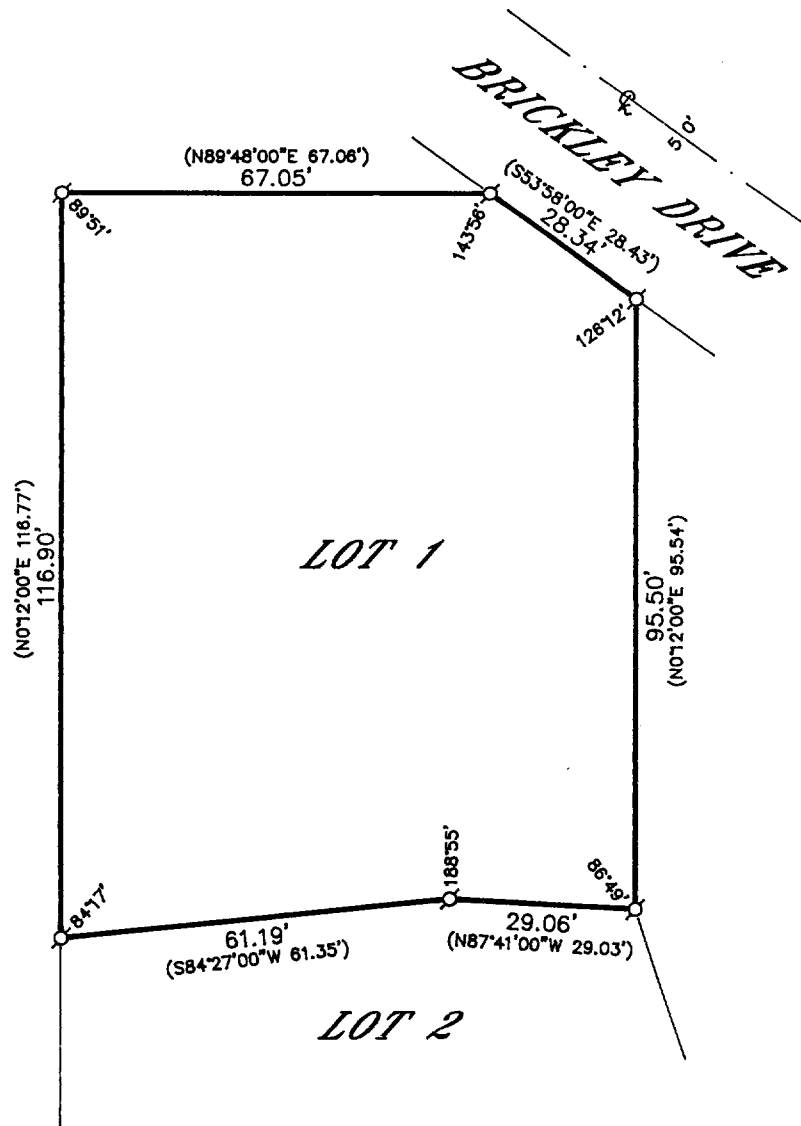 BRICKLEY DRIVE
50'
(N89°48'00"E 67.06')
67.05'
(S53°58'00"E 28.43')
28.34'
89°51'
143°56'
126°12'
(N0°12'00"E 116.77')
116.90'
LOT 1
95.50'
(N0°12'00"E 95.54')
188°55'
86°49'
84°17'
61.19'
(S84°27'00"W 61.35')
29.06'
(N87°41'00"W 29.03')
LOT 2